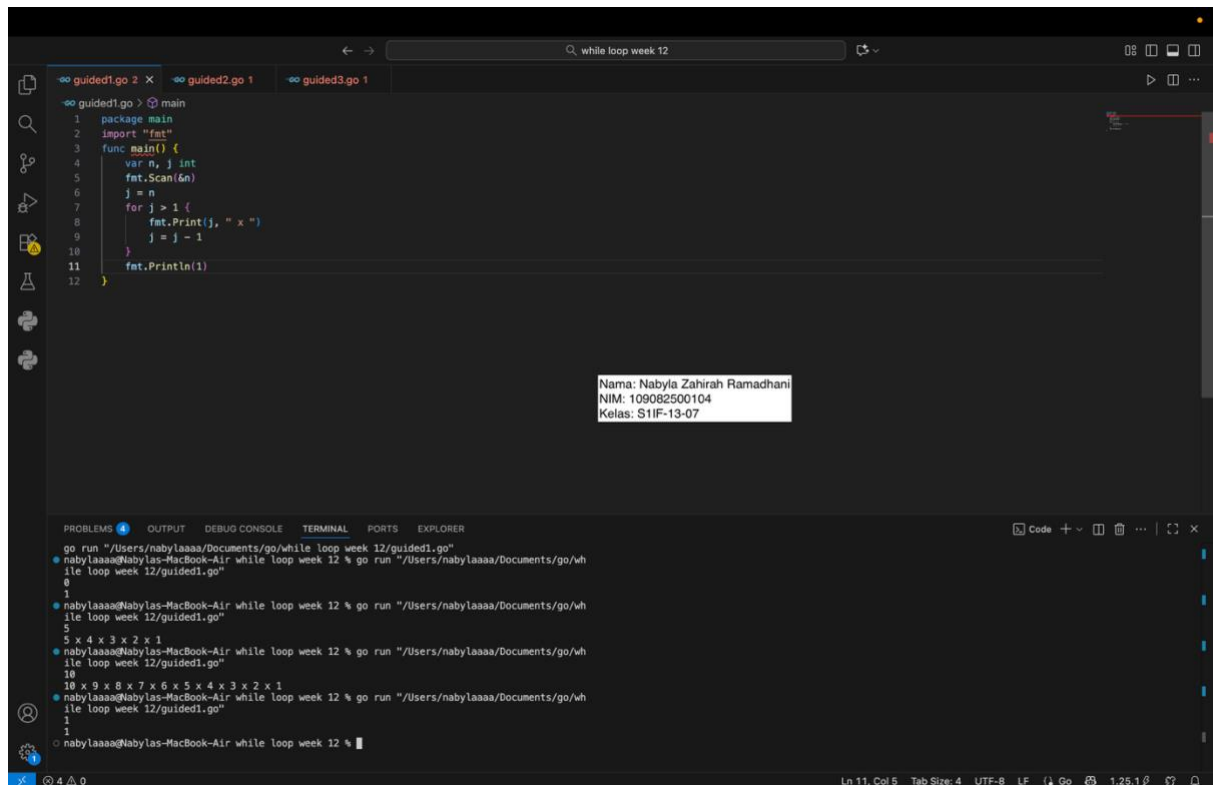 while loop week 12
guided1.go 2
guided2.go 1
guided3.go 1
guided1.go > main
1 package main
2 import "fmt"
3 func main() {
4 var n, j int
5 fmt.Scan(&n)
6 j = n
7 for j > 1 {
8 fmt.Print(j, " x ")
9 j = j - 1
10 }
11 fmt.Println(1)
12 }
Nama: Nabyla Zahirah Ramadhani
NIM: 109082500104
Kelas: S1IF-13-07
PROBLEMS 4 OUTPUT DEBUG CONSOLE TERMINAL PORTS EXPLORER
Code
go run "/Users/nabylaaaa/Documents/go/while loop week 12/guided1.go"
nabylaaaa@Nabylas-MacBook-Air while loop week 12 % go run "/Users/nabylaaaa/Documents/go/wh
ile loop week 12/guided1.go"
0
1
nabylaaaa@Nabylas-MacBook-Air while loop week 12 % go run "/Users/nabylaaaa/Documents/go/wh
ile loop week 12/guided1.go"
5
5 x 4 x 3 x 2 x 1
nabylaaaa@Nabylas-MacBook-Air while loop week 12 % go run "/Users/nabylaaaa/Documents/go/wh
ile loop week 12/guided1.go"
10
10 x 9 x 8 x 7 x 6 x 5 x 4 x 3 x 2 x 1
nabylaaaa@Nabylas-MacBook-Air while loop week 12 % go run "/Users/nabylaaaa/Documents/go/wh
ile loop week 12/guided1.go"
1
1
nabylaaaa@Nabylas-MacBook-Air while loop week 12 %
1
4 0 Ln 11, Col 5 Tab Size: 4 UTF-8 LF Go 1.25.1